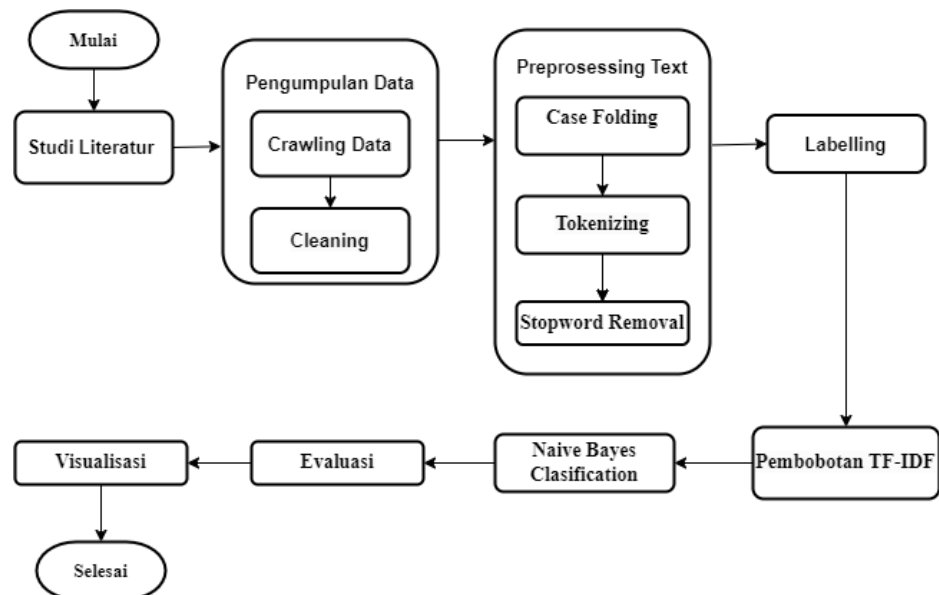 Mulai
Studi Literatur
Pengumpulan Data
Crawling Data
Cleaning
Preprosessing Text
Case Folding
Tokenizing
Stopword Removal
Labelling
Pembobotan TF-IDF
Naive Bayes
Clasification
Evaluasi
Visualisasi
Selesai